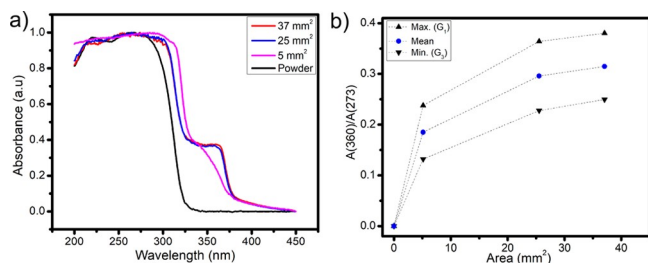 a)
37 mm²
25 mm²
5 mm²
Powder
Absorbance (a.u)
1.0
0.8
0.6
0.4
0.2
0.0
200 250 300 350 400 450
Wavelength (nm)
b)
Max. (G₁)
Mean
Min. (G₃)
A(360)/A(273)
0.4
0.3
0.2
0.1
0.0
0 10 20 30 40
Area (mm²)